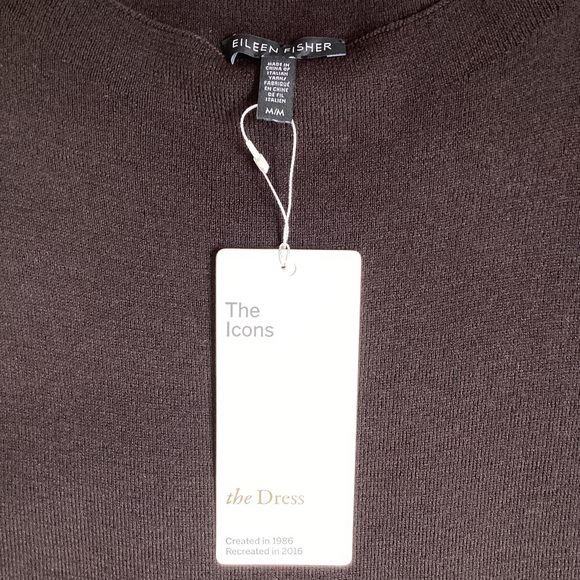 EILEEN FISHER
MADE IN
CHINA OF
ITALIAN
YARNS
FABRIQUÉ
EN CHINE
DE FIL
ITALIEN
M/M
The
Icons
the Dress
Created in 1986
Recreated in 2016